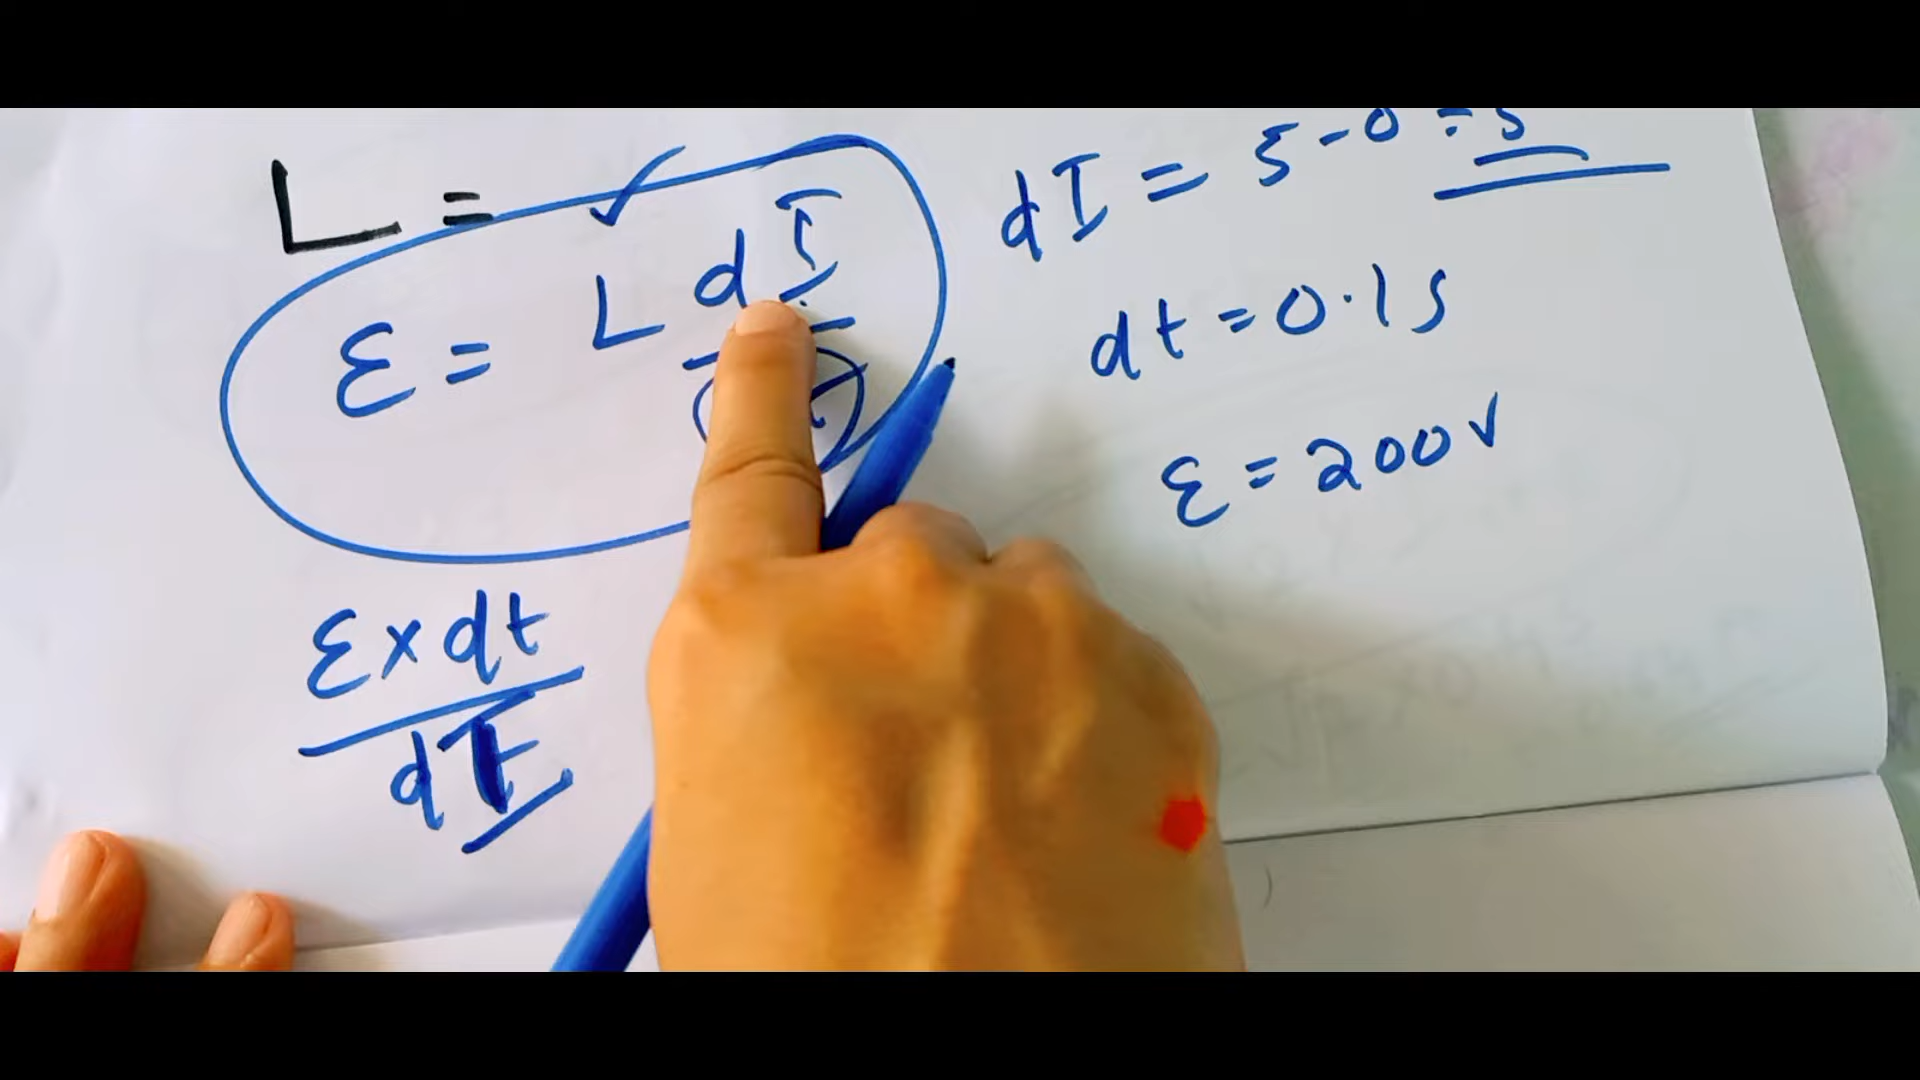 L =
ε = L dI
ε x dt
dI
dI = 5-0 = 5
dt = 0.1s
ε = 200v